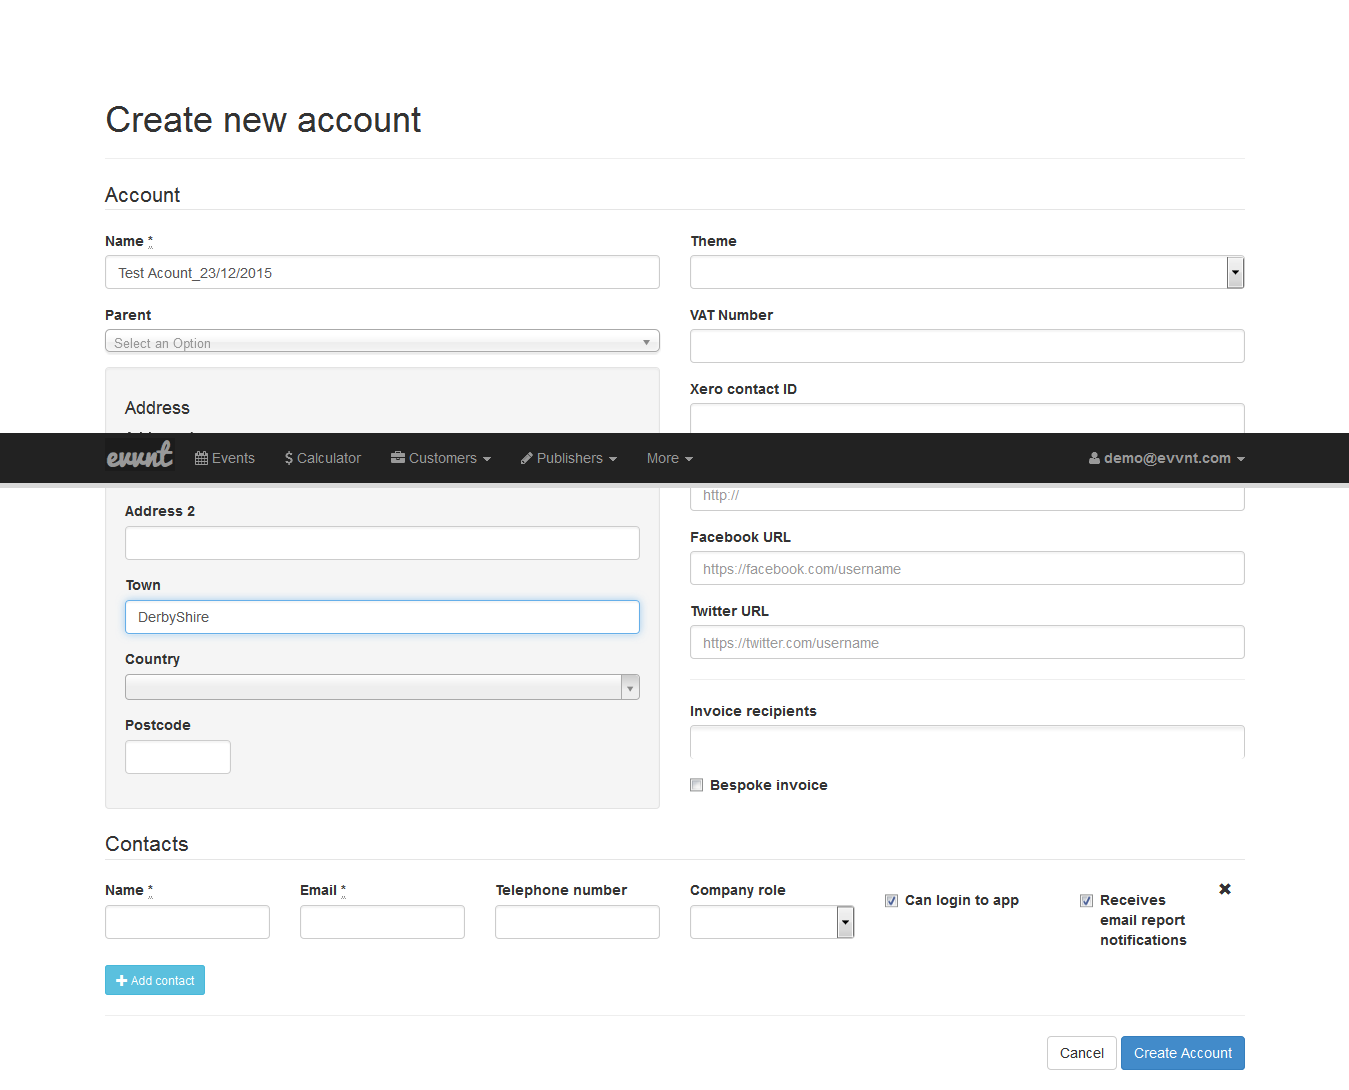 Create new account
Account
Name *
Test Acount_23/12/2015
Theme
Parent
Select an Option
VAT Number
Xero contact ID
Address
evvnt Events $ Calculator Customers Publishers More demo@evvnt.com
http://
Address 2
Facebook URL
https://facebook.com/username
Town
DerbyShire
Twitter URL
https://twitter.com/username
Country
Invoice recipients
Postcode
Bespoke invoice
Contacts
Name *
Email *
Telephone number
Company role
Can login to app
Receives
email report
notifications
Add contact
Cancel
Create Account